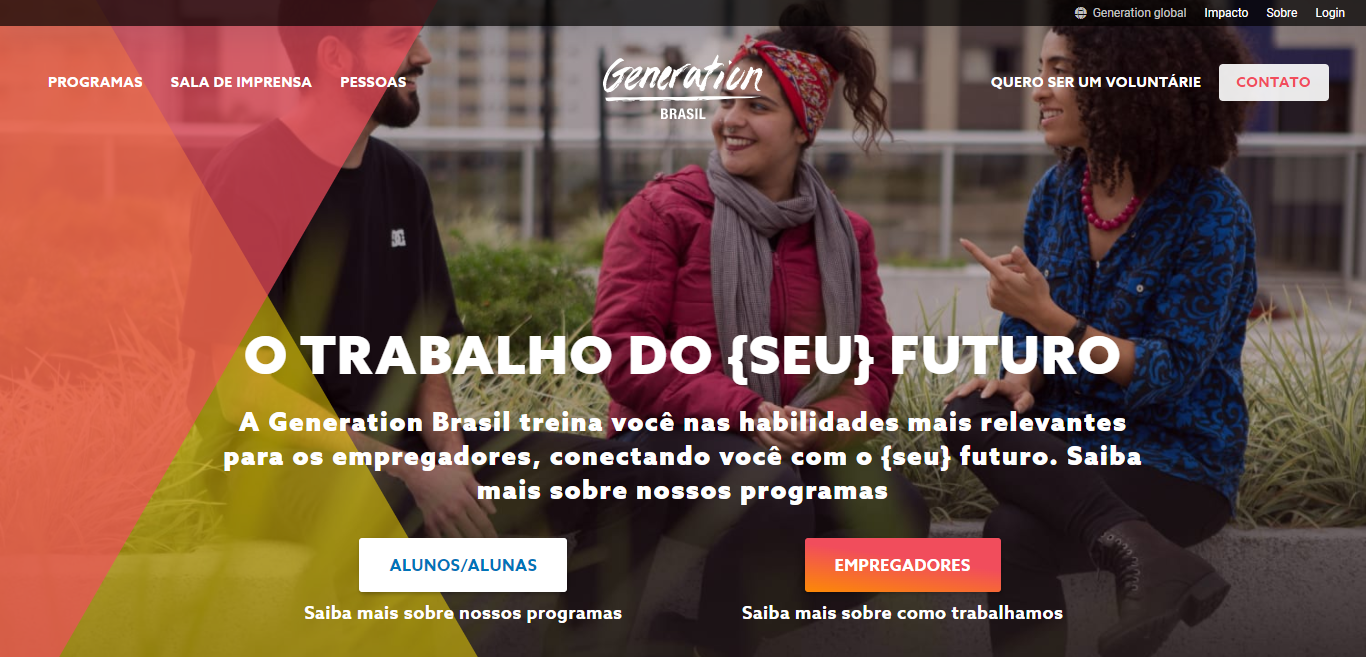 Generation global Impacto Sobre Login
PROGRAMAS SALA DE IMPRENSA PESSOAS
Generation
BRASIL
QUERO SER UM VOLUNTÁRIE CONTATO
O TRABALHO DO {SEU} FUTURO
A Generation Brasil treina você nas habilidades mais relevantes
para os empregadores, conectando você com o {seu} futuro. Saiba
mais sobre nossos programas
ALUNOS/ALUNAS EMPREGADORES
Saiba mais sobre nossos programas Saiba mais sobre como trabalhamos